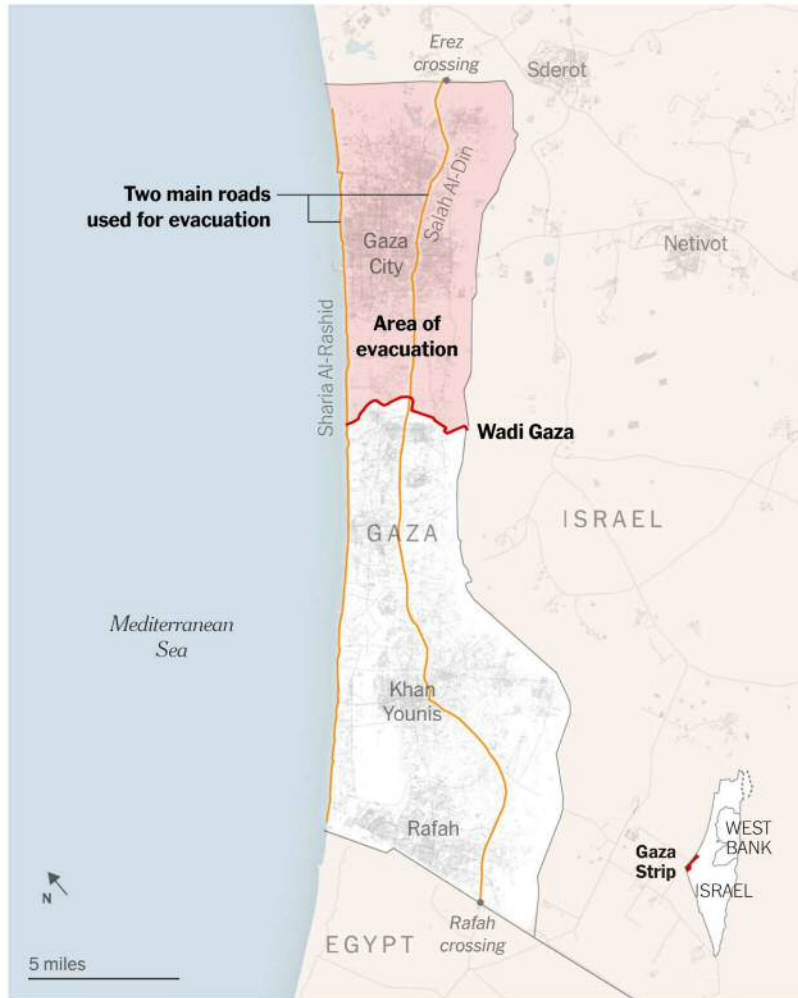 Erez
crossing
Sderot
Two main roads
used for evacuation
Salah Al-Din
Gaza
City
Netivot
Sharia Al-Rashid
Area of
evacuation
Wadi Gaza
GAZA
ISRAEL
Mediterranean
Sea
Khan
Younis
Rafah
WEST
BANK
Gaza
Strip
ISRAEL
N
Rafah
crossing
EGYPT
5 miles